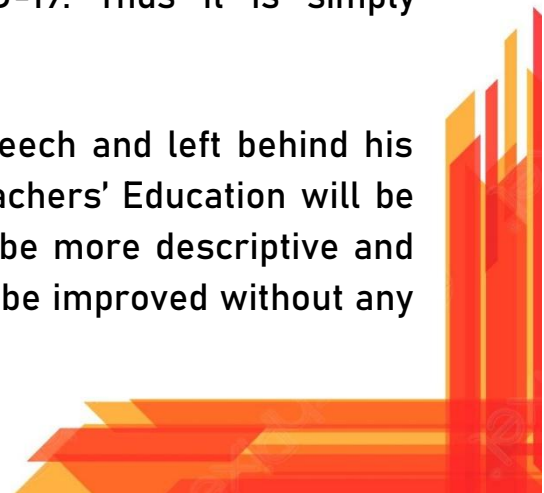 Thus it is simply
eech and left behind his
achers' Education will be
be more descriptive and
be improved without any